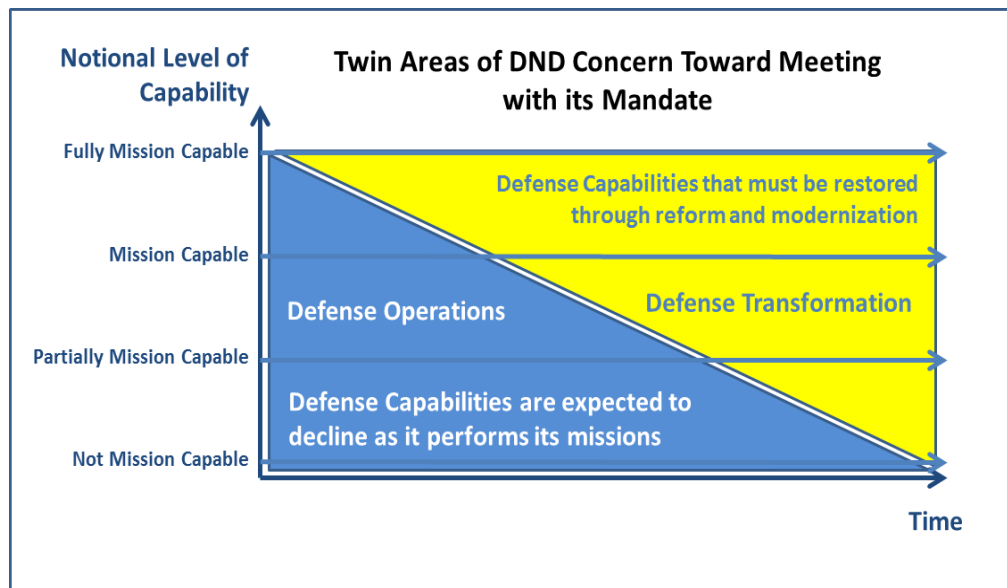 Notional Level of
Capability
Twin Areas of DND Concern Toward Meeting
with its Mandate
Fully Mission Capable
Defense Capabilities that must be restored
through reform and modernization
Mission Capable
Defense Operations
Defense Transformation
Partially Mission Capable
Defense Capabilities are expected to
decline as it performs its missions
Not Mission Capable
Time